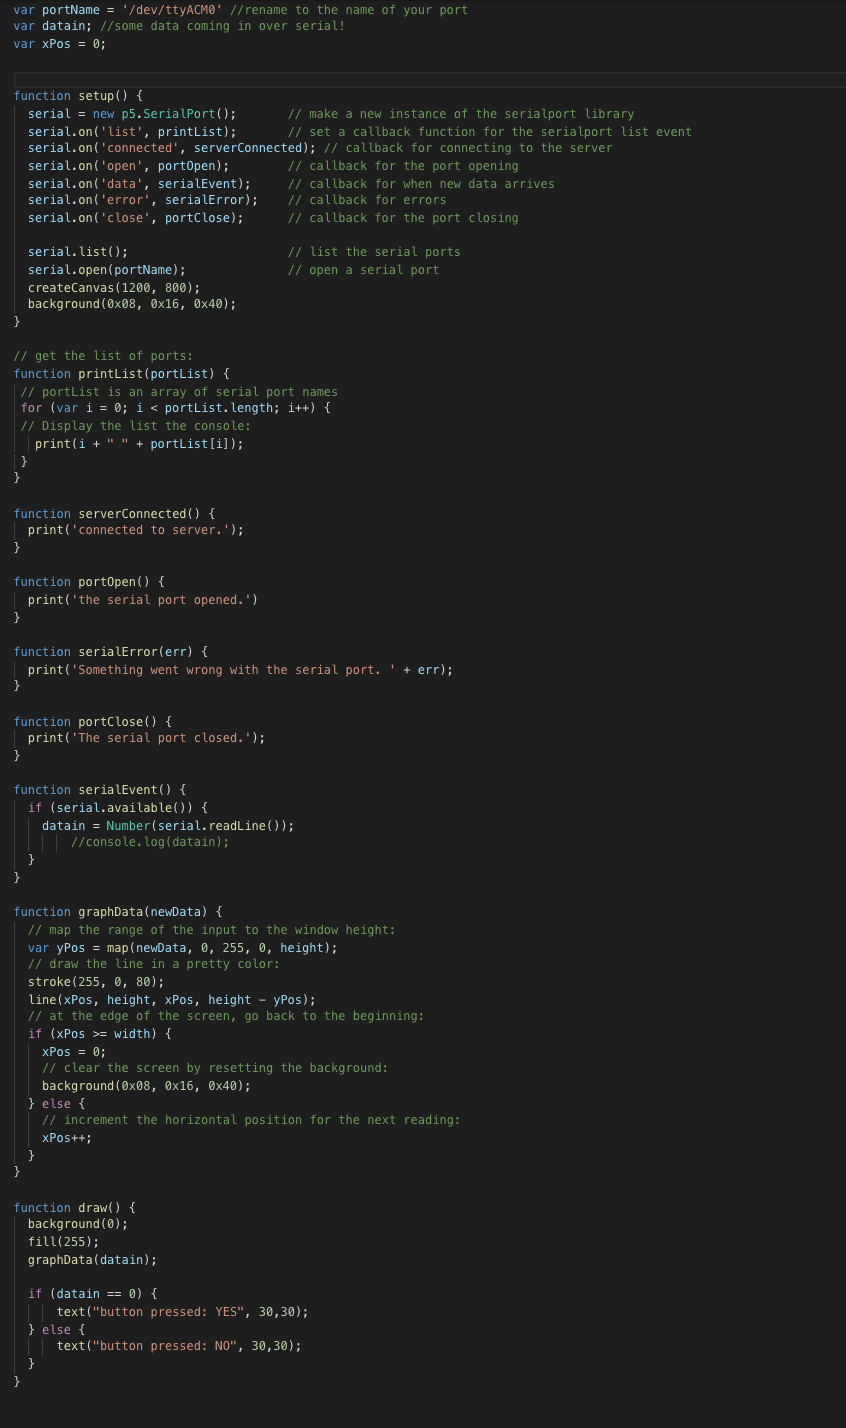 var portName = '/dev/ttyACM0' //rename to the name of your port
var datain; //some data coming in over serial!
var xPos = 0;
function setup() {
  serial = new p5.SerialPort();       // make a new instance of the serialport library
  serial.on('list', printList);       // set a callback function for the serialport list event
  serial.on('connected', serverConnected); // callback for connecting to the server
  serial.on('open', portOpen);        // callback for the port opening
  serial.on('data', serialEvent);     // callback for when new data arrives
  serial.on('error', serialError);    // callback for errors
  serial.on('close', portClose);      // callback for the port closing
  serial.list();                      // list the serial ports
  serial.open(portName);              // open a serial port
  createCanvas(1200, 800);
  background(0x08, 0x16, 0x40);
}
// get the list of ports:
function printList(portList) {
 // portList is an array of serial port names
 for (var i = 0; i < portList.length; i++) {
 // Display the list the console:
   print(i + " " + portList[i]);
 }
}
function serverConnected() {
  print('connected to server.');
}
function portOpen() {
  print('the serial port opened.')
}
function serialError(err) {
  print('Something went wrong with the serial port. ' + err);
}
function portClose() {
  print('The serial port closed.');
}
function serialEvent() {
  if (serial.available()) {
    datain = Number(serial.readLine());
        //console.log(datain);
  }
}
function graphData(newData) {
  // map the range of the input to the window height:
  var yPos = map(newData, 0, 255, 0, height);
  // draw the line in a pretty color:
  stroke(255, 0, 80);
  line(xPos, height, xPos, height - yPos);
  // at the edge of the screen, go back to the beginning:
  if (xPos >= width) {
    xPos = 0;
    // clear the screen by resetting the background:
    background(0x08, 0x16, 0x40);
  } else {
    // increment the horizontal position for the next reading:
    xPos++;
  }
}
function draw() {
  background(0);
  fill(255);
  graphData(datain);
  if (datain == 0) {
      text("button pressed: YES", 30,30);
  } else {
      text("button pressed: NO", 30,30);
  }
}